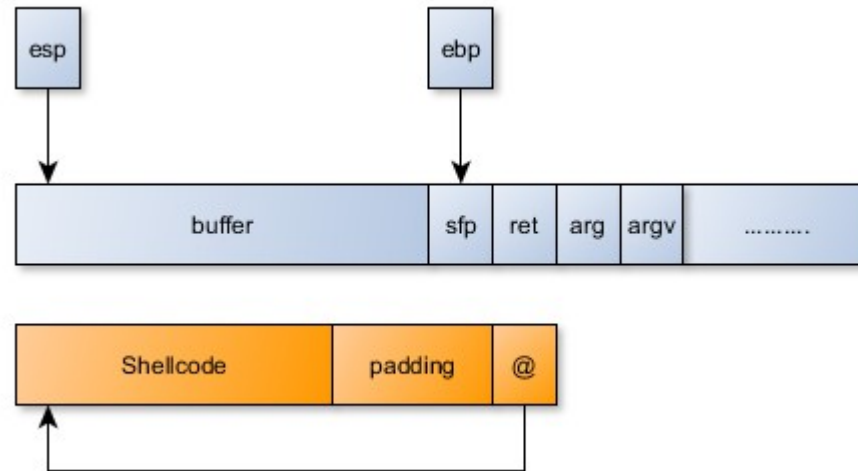 esp
ebp
buffer
sfp
ret
arg
argv
..........
Shellcode
padding
@